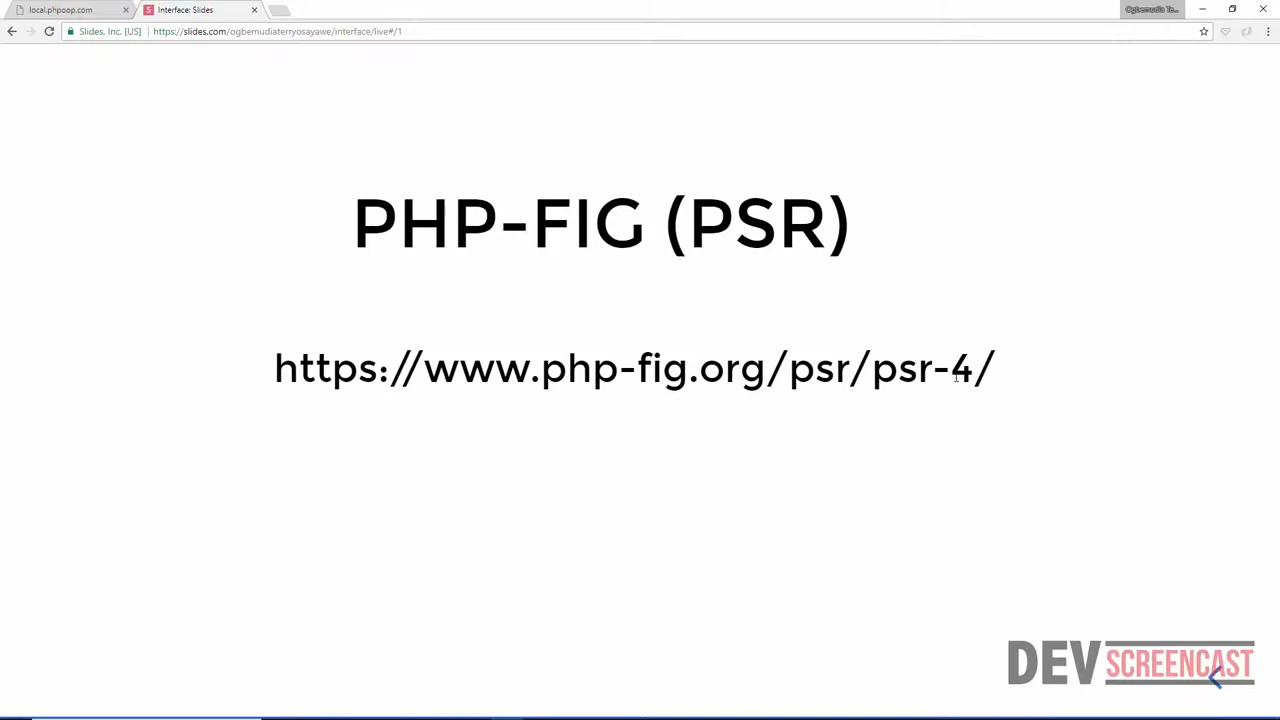 local.phpoop.com
Interface: Slides
Slides, Inc. [US]
https://slides.com/ogbemudiaterryosayawe/interface/live#/1
PHP-FIG (PSR)
https://www.php-fig.org/psr/psr-4/
DEV SCREENCAST